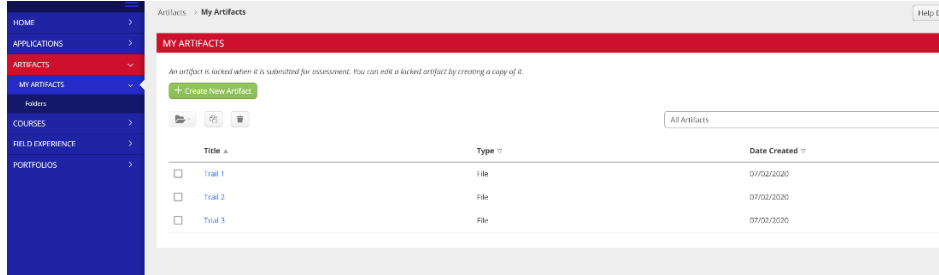 Artifacts > My Artifacts
Help D
HOME
APPLICATIONS
ARTIFACTS
MY ARTIFACTS
Folders
COURSES
FIELD EXPERIENCE
PORTFOLIOS
MY ARTIFACTS
An artifact is locked when it is submitted for assessment. You can edit a locked artifact by creating a copy of it.
+ Create New Artifact
All Artifacts
Title Type Date Created
Trail 1 File 07/02/2020
Trail 2 File 07/02/2020
Trial 3 File 07/02/2020